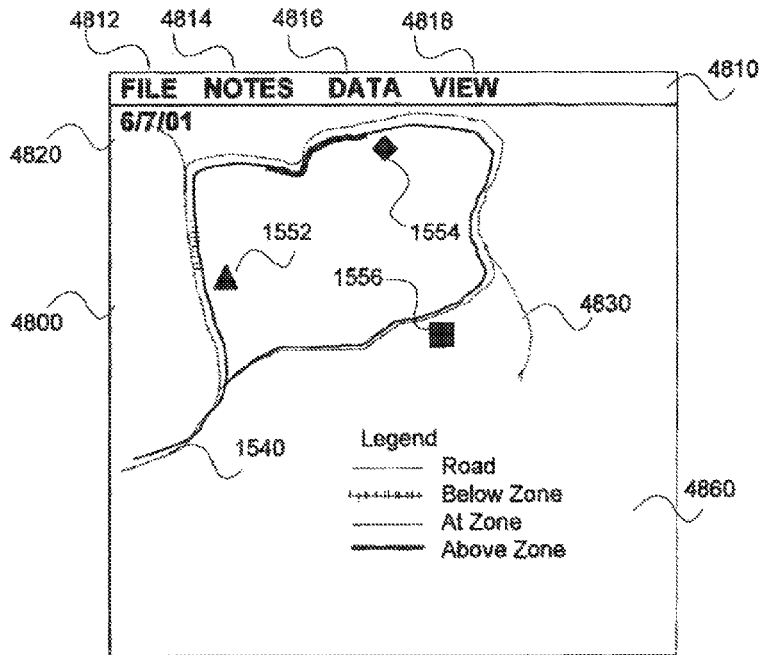 4812 4814 4816 4818
4810
FILE NOTES DATA VIEW
6/7/01
4820
1552
1554
1556
4800
4830
1540
Legend
Road
Below Zone
At Zone
Above Zone
4860